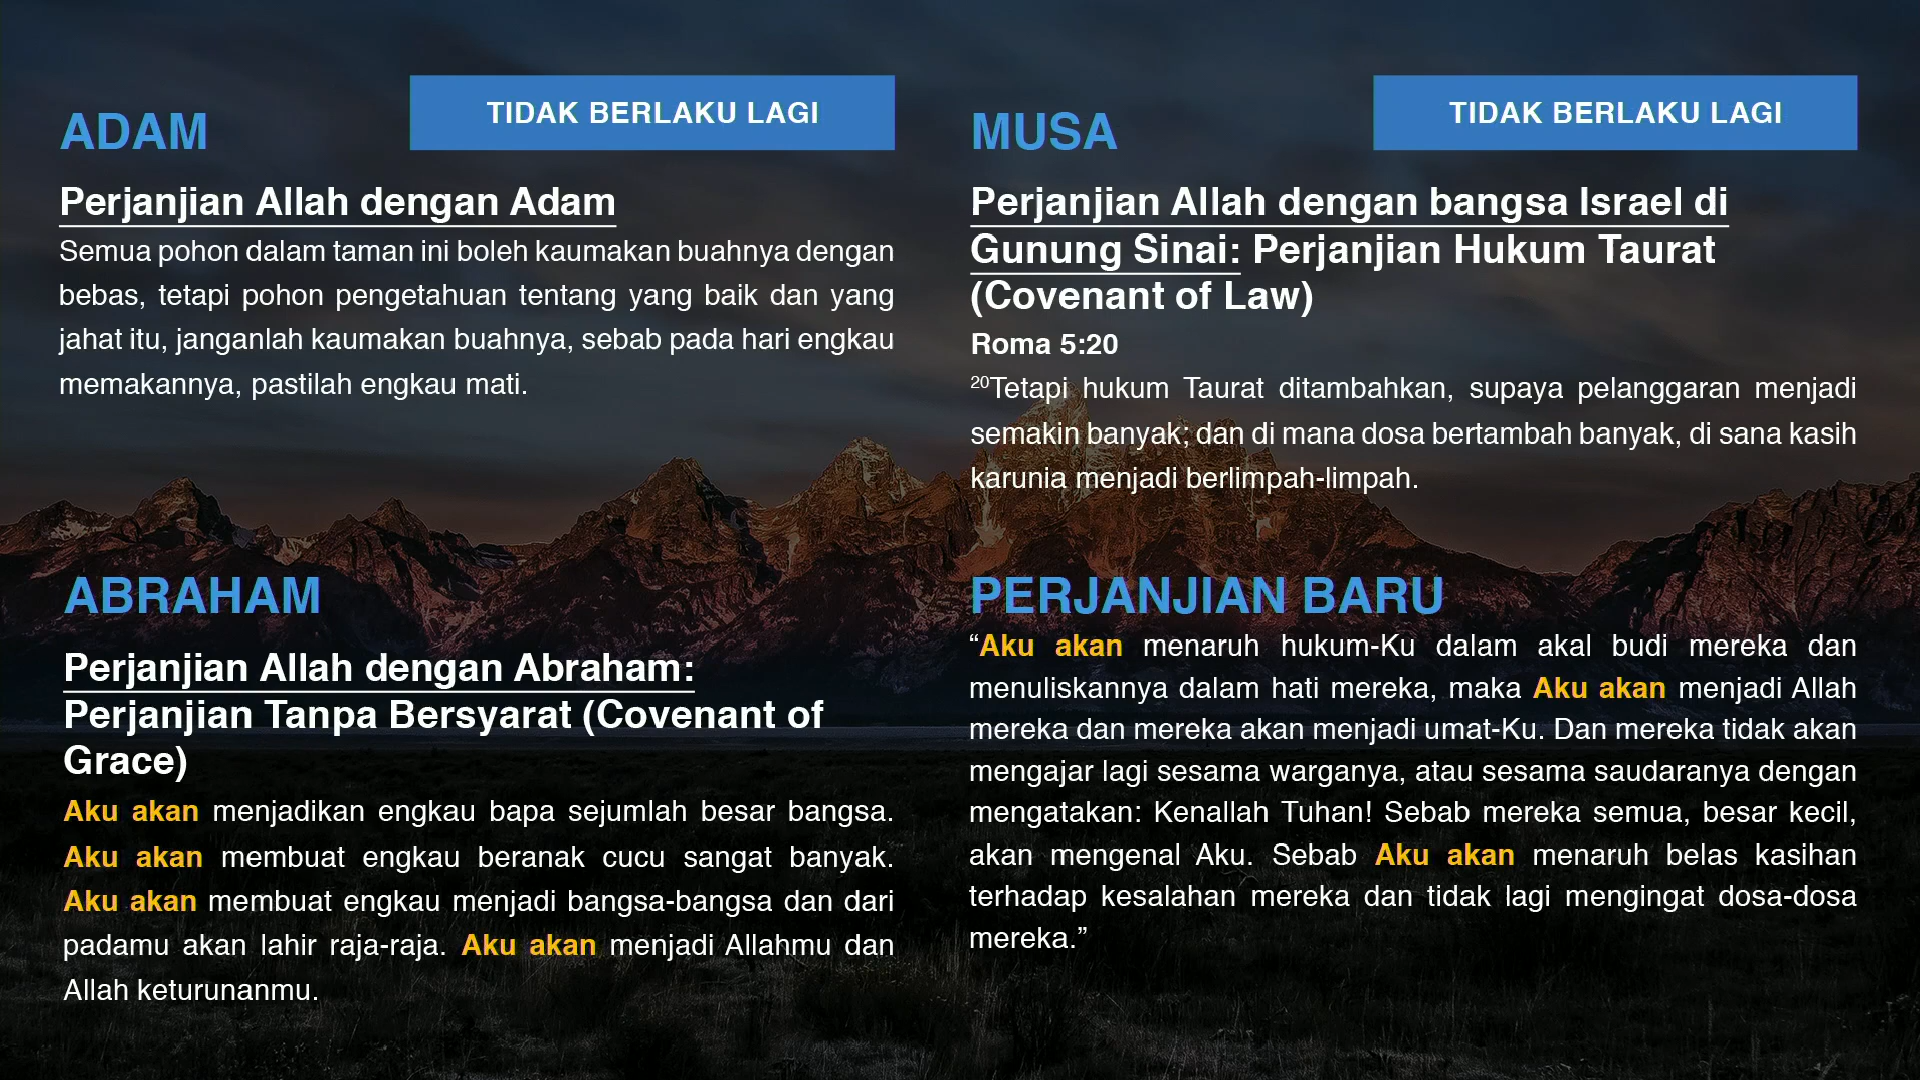 ADAM
TIDAK BERLAKU LAGI
Perjanjian Allah dengan Adam
Semua pohon dalam taman ini boleh kaumakan buahnya dengan
bebas, tetapi pohon pengetahuan tentang yang baik dan yang
jahat itu, janganlah kaumakan buahnya, sebab pada hari engkau
memakannya, pastilah engkau mati.
MUSA
TIDAK BERLAKU LAGI
Perjanjian Allah dengan bangsa Israel di
Gunung Sinai: Perjanjian Hukum Taurat
(Covenant of Law)
Roma 5:20
20Tetapi hukum Taurat ditambahkan, supaya pelanggaran menjadi
semakin banyak; dan di mana dosa bertambah banyak, di sana kasih
karunia menjadi berlimpah-limpah.
ABRAHAM
Perjanjian Allah dengan Abraham:
Perjanjian Tanpa Bersyarat (Covenant of
Grace)
Aku akan menjadikan engkau bapa sejumlah besar bangsa.
Aku akan membuat engkau beranak cucu sangat banyak.
Aku akan membuat engkau menjadi bangsa-bangsa dan dari
padamu akan lahir raja-raja. Aku akan menjadi Allahmu dan
Allah keturunanmu.
PERJANJIAN BARU
“Aku akan menaruh hukum-Ku dalam akal budi mereka dan
menuliskannya dalam hati mereka, maka Aku akan menjadi Allah
mereka dan mereka akan menjadi umat-Ku. Dan mereka tidak akan
mengajar lagi sesama warganya, atau sesama saudaranya dengan
mengatakan: Kenallah Tuhan! Sebab mereka semua, besar kecil,
akan mengenal Aku. Sebab Aku akan menaruh belas kasihan
terhadap kesalahan mereka dan tidak lagi mengingat dosa-dosa
mereka.”